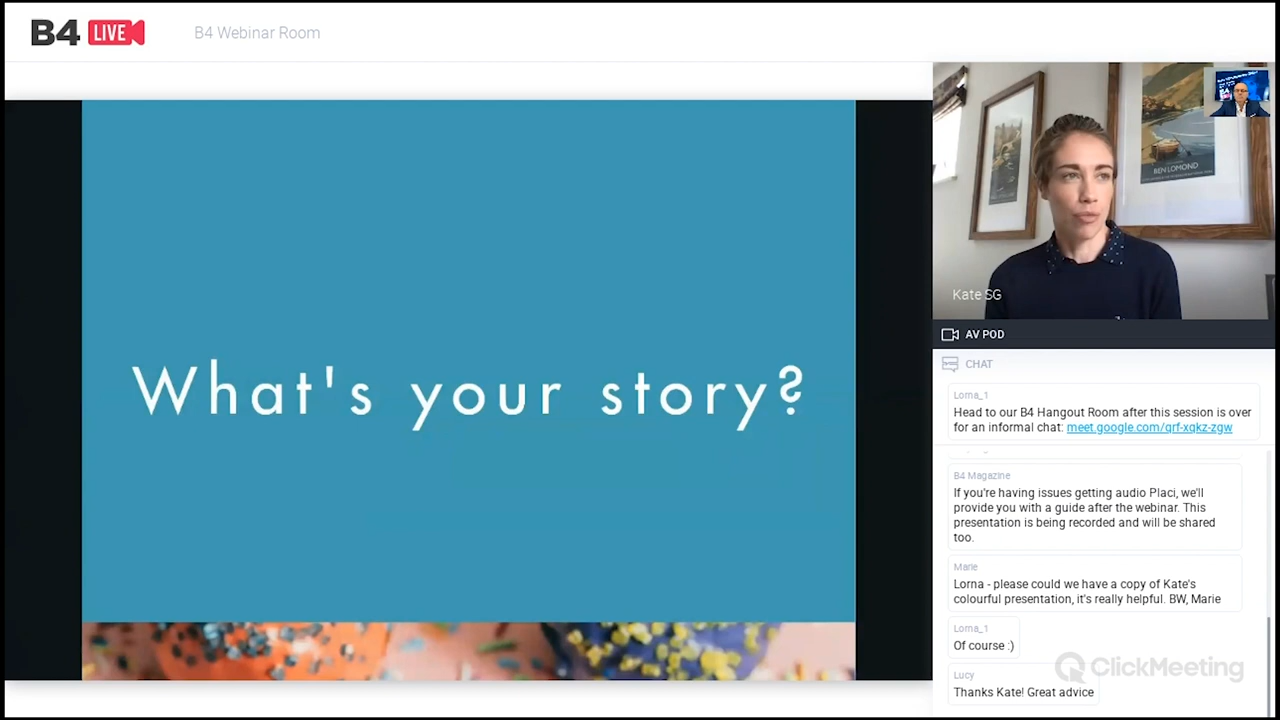 B4 LIVE
B4 Webinar Room
What's your story?
BEN LOMOND
Kate SG
AV POD
CHAT
Lorna_1
Head to our B4 Hangout Room after this session is over
for an informal chat: meet.google.com/qrf-xqkz-zgw
B4 Magazine
If you're having issues getting audio Placi, we'll
provide you with a guide after the webinar. This
presentation is being recorded and will be shared
too.
Marie
Lorna - please could we have a copy of Kate's
colourful presentation, it's really helpful. BW, Marie
Lorna_1
Of course :)
Lucy
Thanks Kate! Great advice
ClickMeeting